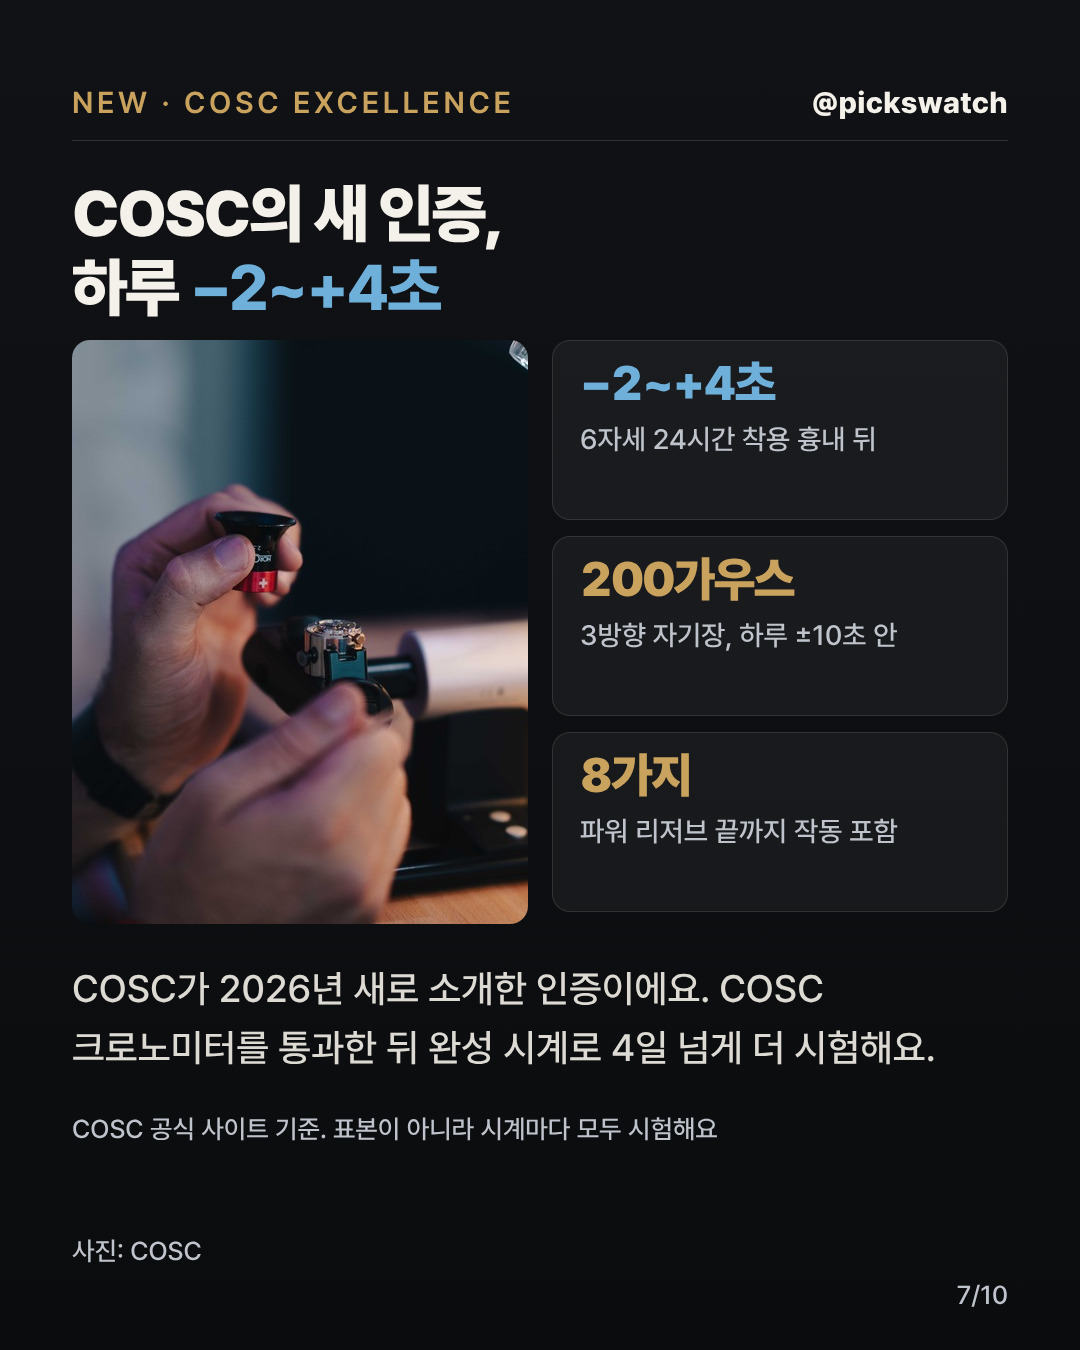 NEW · COSC EXCELLENCE
@pickswatch
COSC의 새 인증,
하루 −2~+4초
−2~+4초
6자세 24시간 착용 흉내 뒤
200가우스
3방향 자기장, 하루 ±10초 안
8가지
파워 리저브 끝까지 작동 포함
COSC가 2026년 새로 소개한 인증이에요. COSC
크로노미터를 통과한 뒤 완성 시계로 4일 넘게 더 시험해요.
COSC 공식 사이트 기준. 표본이 아니라 시계마다 모두 시험해요
사진: COSC
7/10